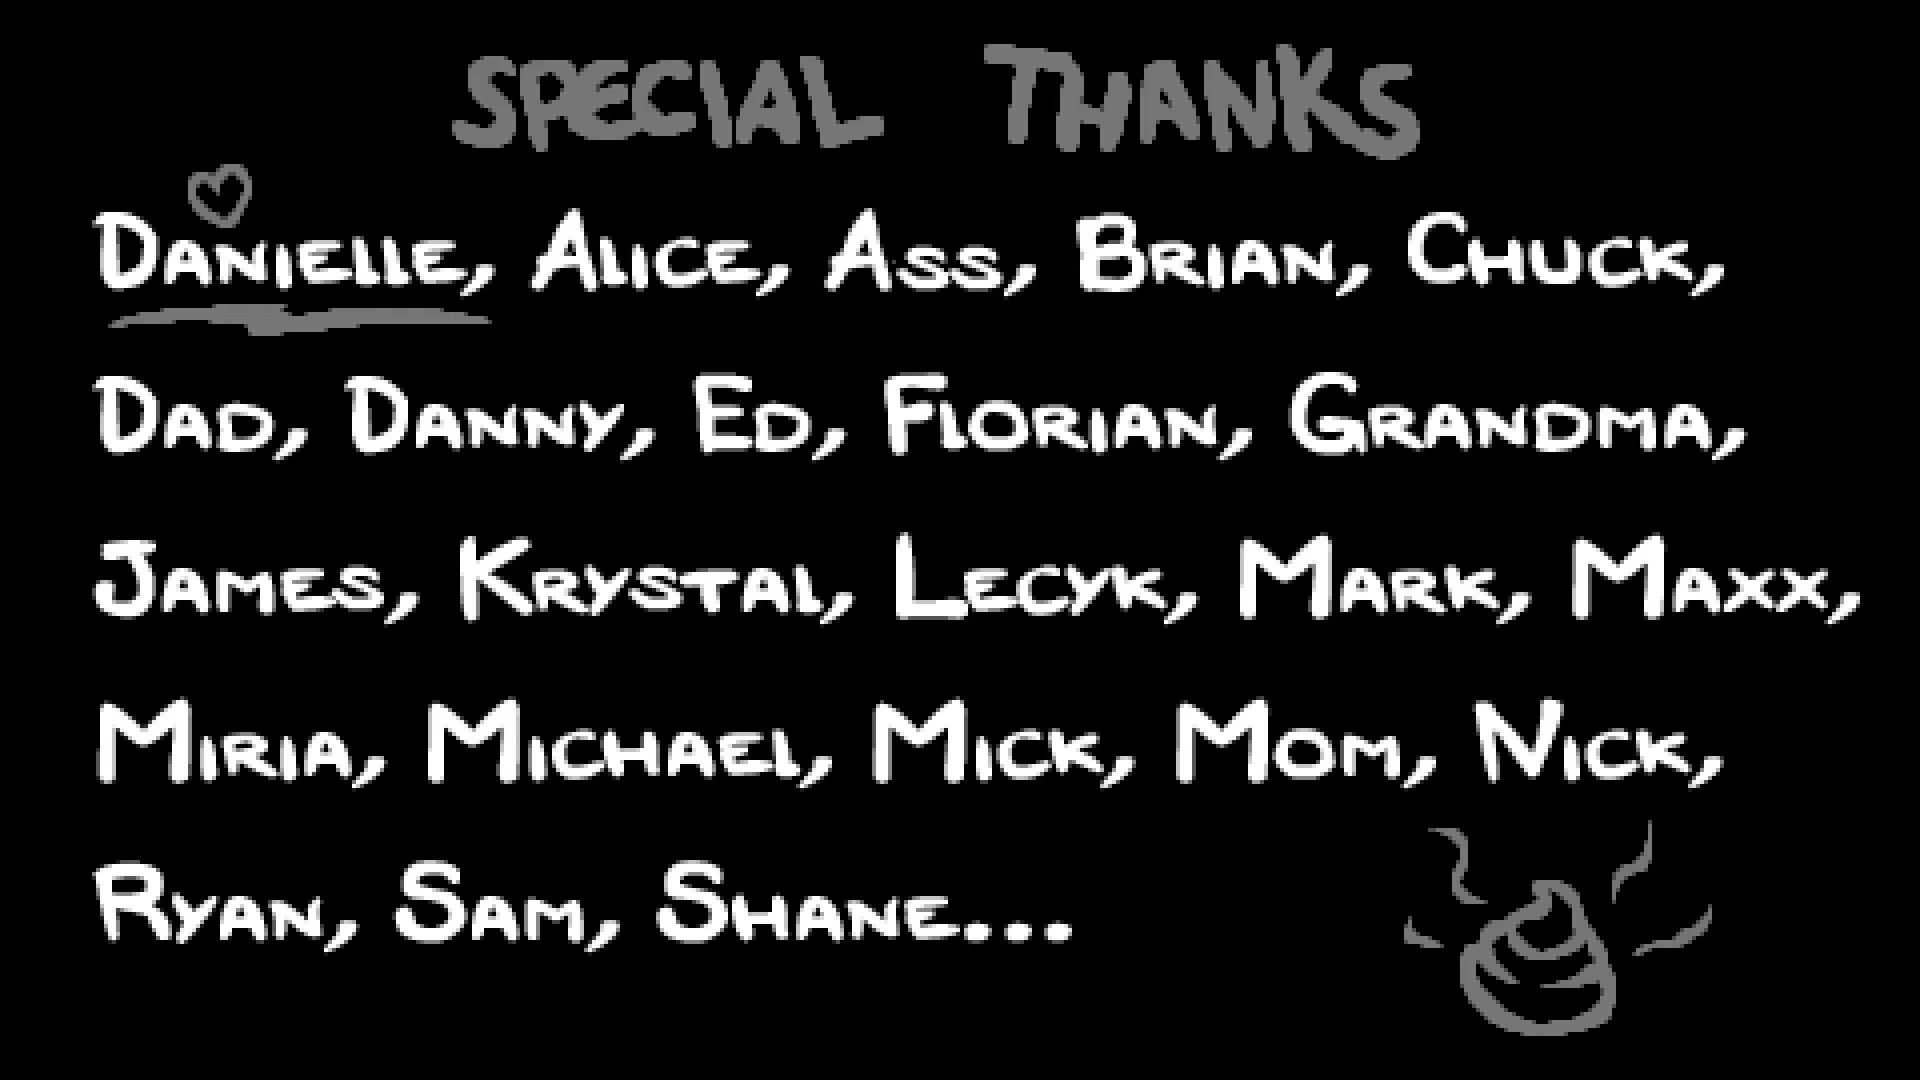 SPECIAL THANKS
DANIELLE, ALICE, ASS, BRIAN, CHUCK,
DAD, DANNY, ED, FLORIAN, GRANDMA,
JAMES, KRYSTAL, LECYK, MARK, MAXX,
MIRIA, MICHAEL, MICK, MOM, NICK,
RYAN, SAM, SHANE...